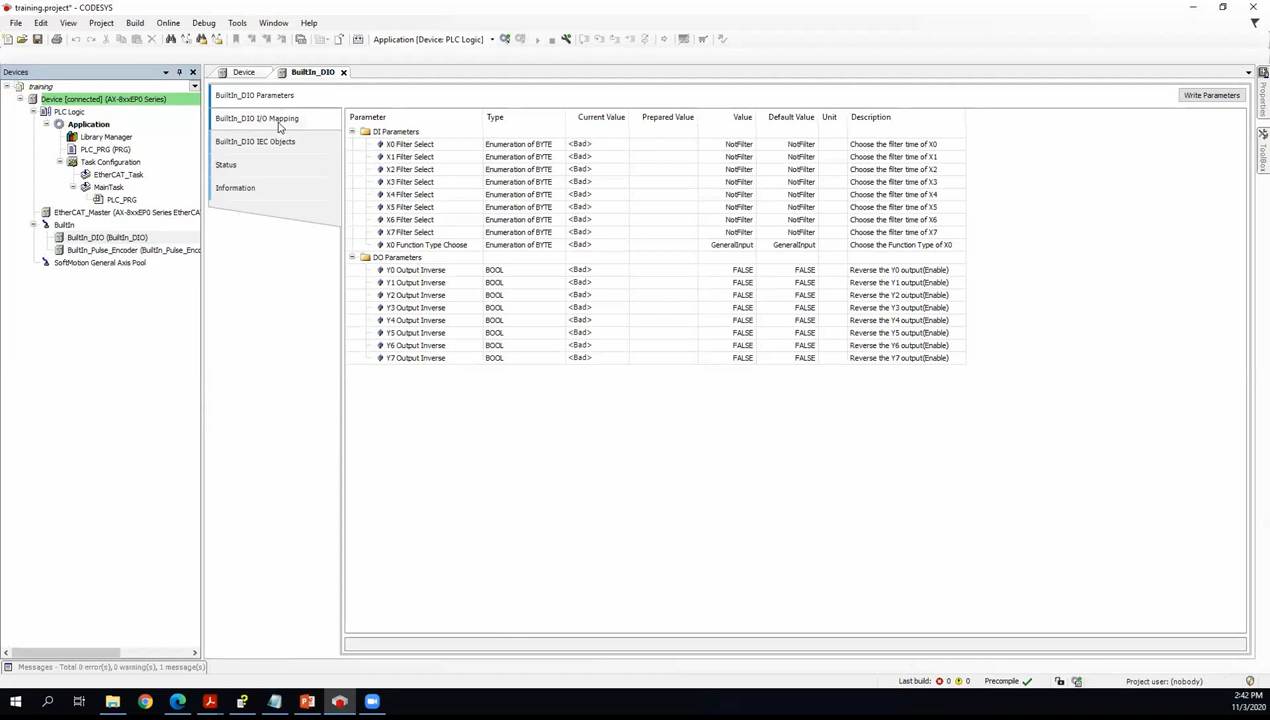 training.project* - CODESYS
File Edit View Project Build Online Debug Tools Window Help
Application [Device: PLC Logic]
Devices
training
Device [connected] (AX-8xxEP0 Series)
PLC Logic
Application
Library Manager
PLC_PRG (PRG)
Task Configuration
EtherCAT_Task
MainTask
PLC_PRG
EtherCAT_Master (AX-8xxEP0 Series EtherCA
BuiltIn
BuiltIn_DIO (BuiltIn_DIO)
BuiltIn_Pulse_Encoder (BuiltIn_Pulse_Enco
SoftMotion General Axis Pool
Device BuiltIn_DIO
BuiltIn_DIO Parameters
BuiltIn_DIO I/O Mapping
BuiltIn_DIO IEC Objects
Status
Information
Write Parameters
Parameter Type Current Value Prepared Value Value Default Value Unit Description
DI Parameters
X0 Filter Select Enumeration of BYTE <Bad> NotFilter NotFilter Choose the filter time of X0
X1 Filter Select Enumeration of BYTE <Bad> NotFilter NotFilter Choose the filter time of X1
X2 Filter Select Enumeration of BYTE <Bad> NotFilter NotFilter Choose the filter time of X2
X3 Filter Select Enumeration of BYTE <Bad> NotFilter NotFilter Choose the filter time of X3
X4 Filter Select Enumeration of BYTE <Bad> NotFilter NotFilter Choose the filter time of X4
X5 Filter Select Enumeration of BYTE <Bad> NotFilter NotFilter Choose the filter time of X5
X6 Filter Select Enumeration of BYTE <Bad> NotFilter NotFilter Choose the filter time of X6
X7 Filter Select Enumeration of BYTE <Bad> NotFilter NotFilter Choose the filter time of X7
X0 Function Type Choose Enumeration of BYTE <Bad> GeneralInput GeneralInput Choose the Function Type of X0
DO Parameters
Y0 Output Inverse BOOL <Bad> FALSE FALSE Reverse the Y0 output(Enable)
Y1 Output Inverse BOOL <Bad> FALSE FALSE Reverse the Y1 output(Enable)
Y2 Output Inverse BOOL <Bad> FALSE FALSE Reverse the Y2 output(Enable)
Y3 Output Inverse BOOL <Bad> FALSE FALSE Reverse the Y3 output(Enable)
Y4 Output Inverse BOOL <Bad> FALSE FALSE Reverse the Y4 output(Enable)
Y5 Output Inverse BOOL <Bad> FALSE FALSE Reverse the Y5 output(Enable)
Y6 Output Inverse BOOL <Bad> FALSE FALSE Reverse the Y6 output(Enable)
Y7 Output Inverse BOOL <Bad> FALSE FALSE Reverse the Y7 output(Enable)
Properties
ToolBox
Messages - Total 0 error(s), 0 warning(s), 1 message(s)
Last build: 0 0 Precompile Project user: (nobody)
2:42 PM
11/3/2020